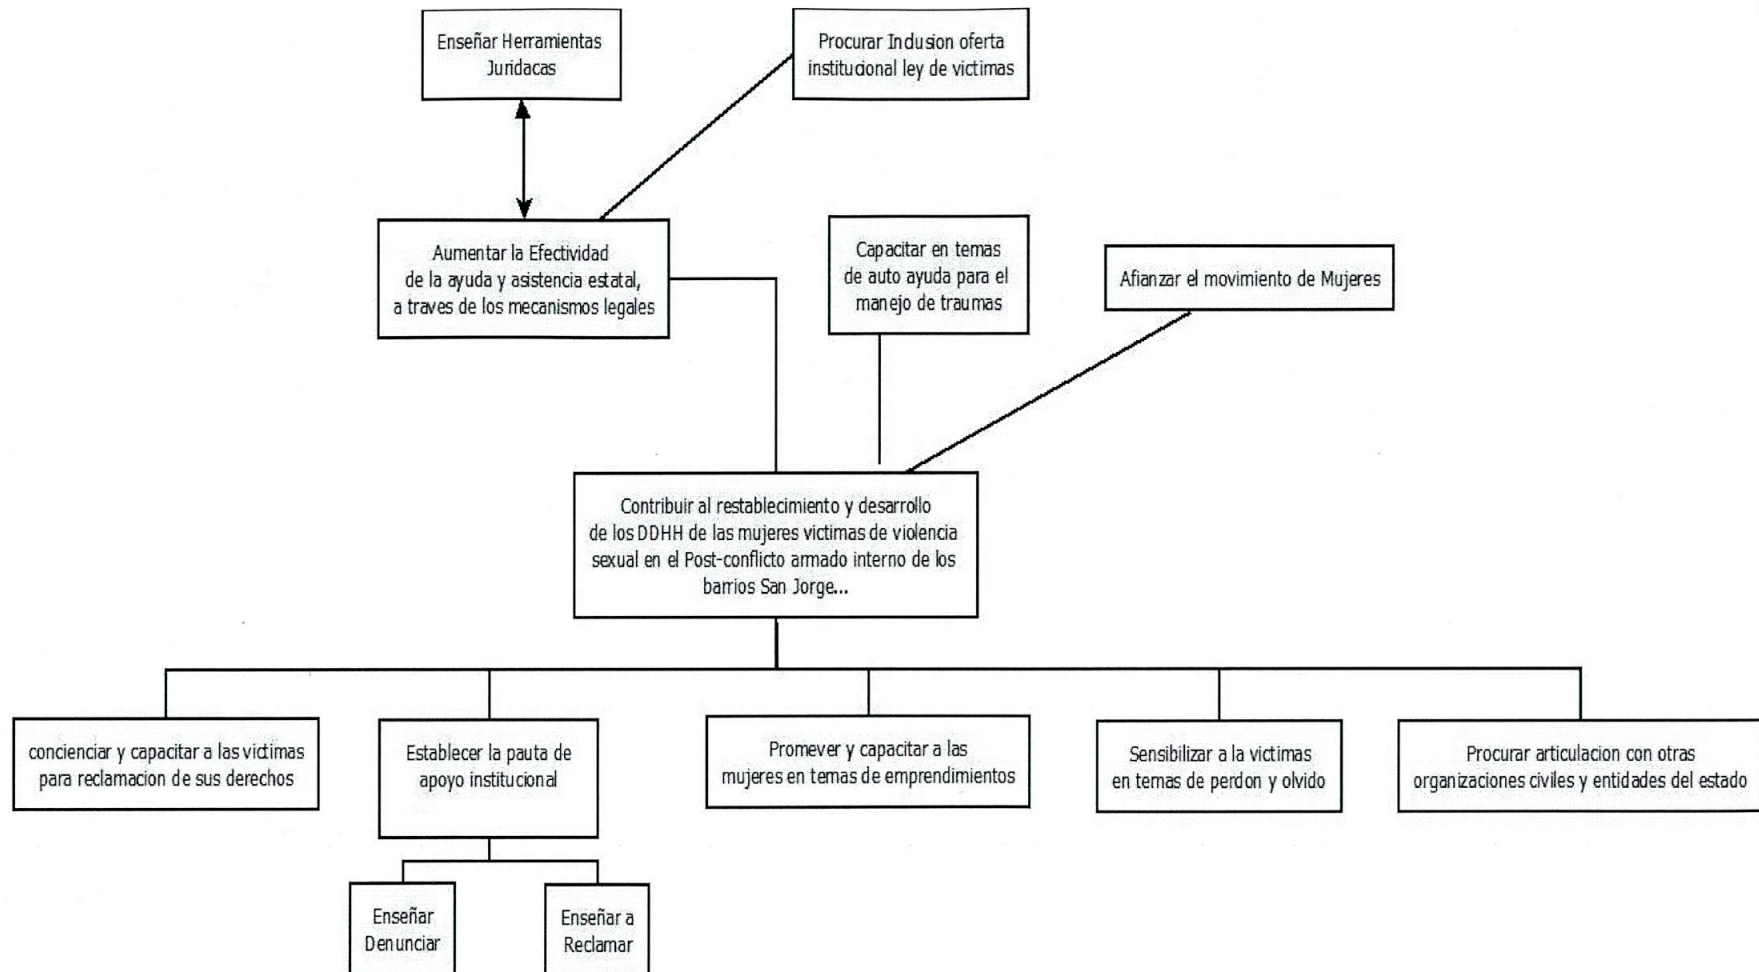 Enseñar Herramientas
Juridacas
Procurar Indusion oferta
institucional ley de victimas
Aumentar la Efectividad
de la ayuda y asistencia estatal,
a traves de los mecanismos legales
Capacitar en temas
de auto ayuda para el
manejo de traumas
Afianzar el movimiento de Mujeres
Contribuir al restablecimiento y desarrollo
de los DDHH de las mujeres victimas de violencia
sexual en el Post-conflicto armado interno de los
barrios San Jorge...
concienciar y capacitar a las victimas
para reclamacion de sus derechos
Establecer la pauta de
apoyo institucional
Promever y capacitar a las
mujeres en temas de emprendimientos
Sensibilizar a la victimas
en temas de perdon y olvido
Procurar articulacion con otras
organizaciones civiles y entidades del estado
Enseñar
Denunciar
Enseñar a
Reclamar